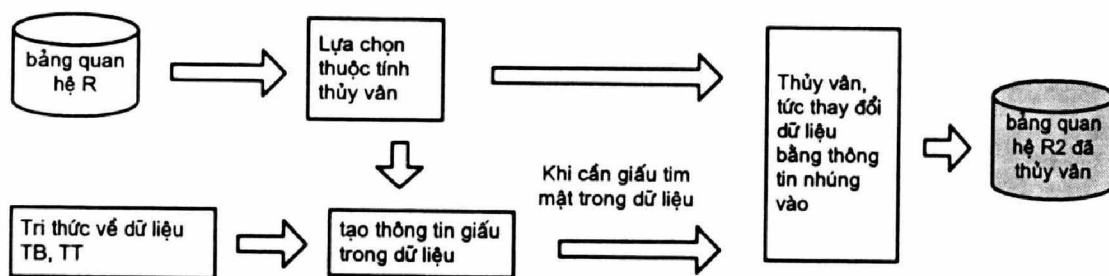 bảng quan
hệ R
Lựa chọn
thuộc tính
thủy vân
Thủy vân,
tức thay đổi
dữ liệu
bằng thông
tin nhúng
vào
bảng quan
hệ R2 đã
thủy vân
Khi cần giấu tim
mật trong dữ liệu
Tri thức về dữ liệu
TB, TT
tạo thông tin giấu
trong dữ liệu